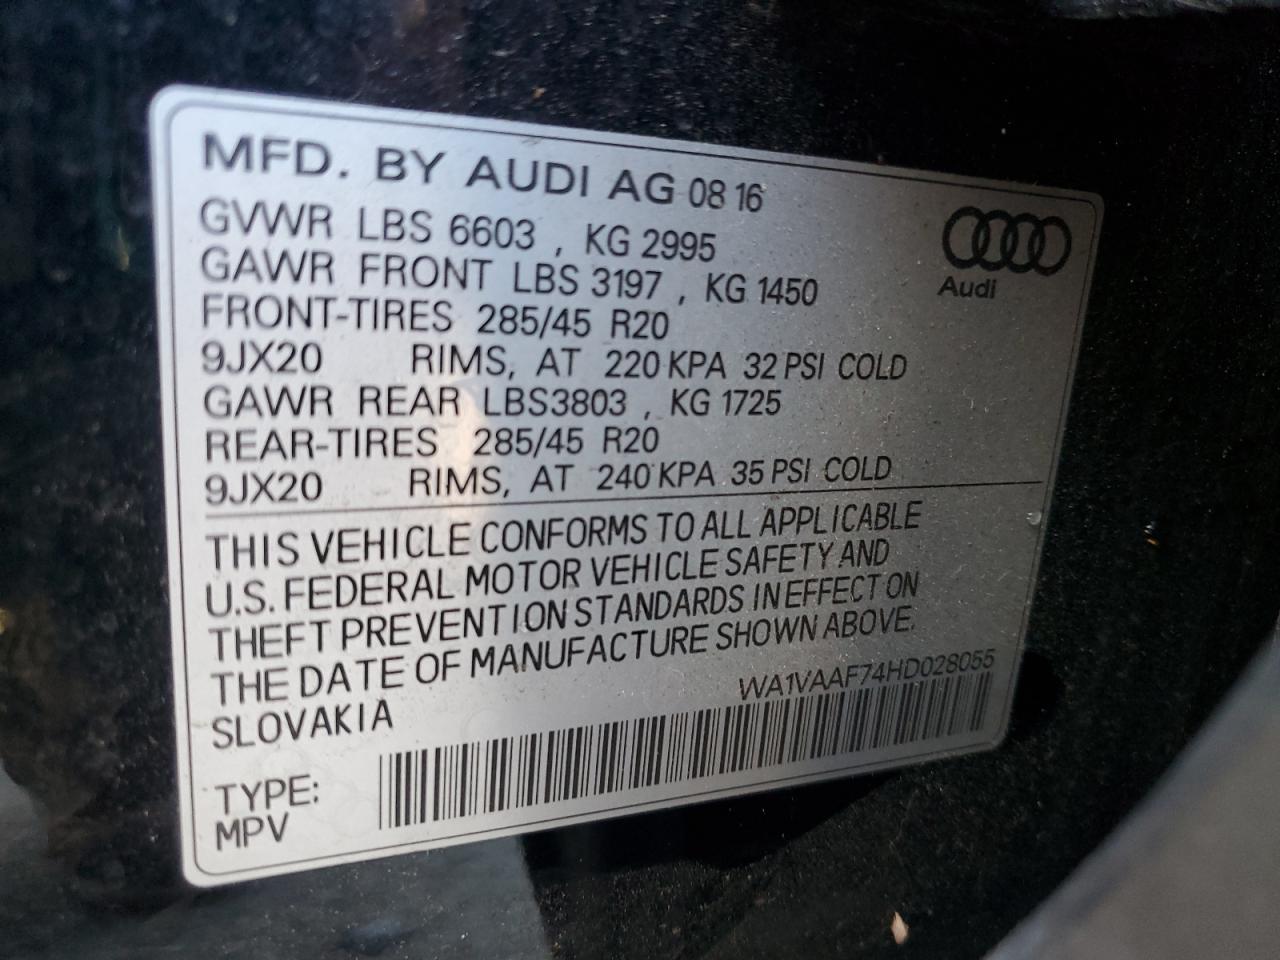 MFD. BY AUDI AG 08 16
GVWR LBS 6603 , KG 2995
GAWR FRONT LBS 3197 , KG 1450
FRONT-TIRES 285/45 R20
9JX20 RIMS, AT 220 KPA 32 PSI COLD
GAWR REAR LBS3803 , KG 1725
REAR-TIRES 285/45 R20
9JX20 RIMS, AT 240 KPA 35 PSI COLD
Audi
THIS VEHICLE CONFORMS TO ALL APPLICABLE
U.S. FEDERAL MOTOR VEHICLE SAFETY AND
THEFT PREVENTION STANDARDS IN EFFECT ON
THE DATE OF MANUFACTURE SHOWN ABOVE.
SLOVAKIA
WA1VAAF74HD028055
TYPE:
MPV